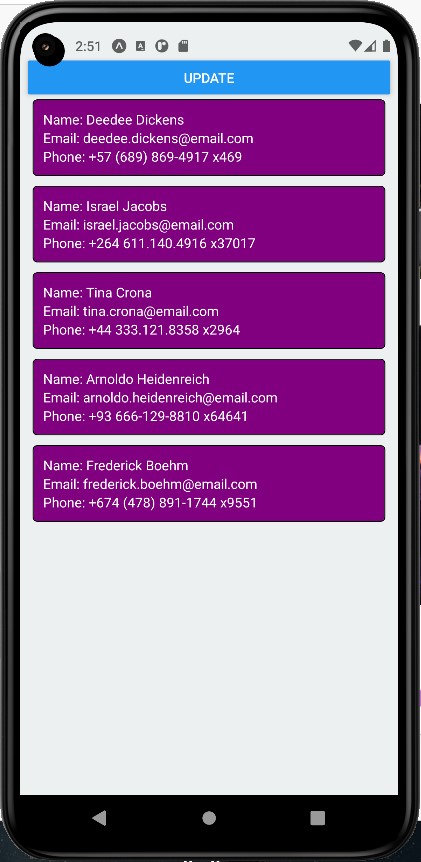 2:51
UPDATE
Name: Deedee Dickens
Email: deedee.dickens@email.com
Phone: +57 (689) 869-4917 x469
Name: Israel Jacobs
Email: israel.jacobs@email.com
Phone: +264 611.140.4916 x37017
Name: Tina Crona
Email: tina.crona@email.com
Phone: +44 333.121.8358 x2964
Name: Arnoldo Heidenreich
Email: arnoldo.heidenreich@email.com
Phone: +93 666-129-8810 x64641
Name: Frederick Boehm
Email: frederick.boehm@email.com
Phone: +674 (478) 891-1744 x9551